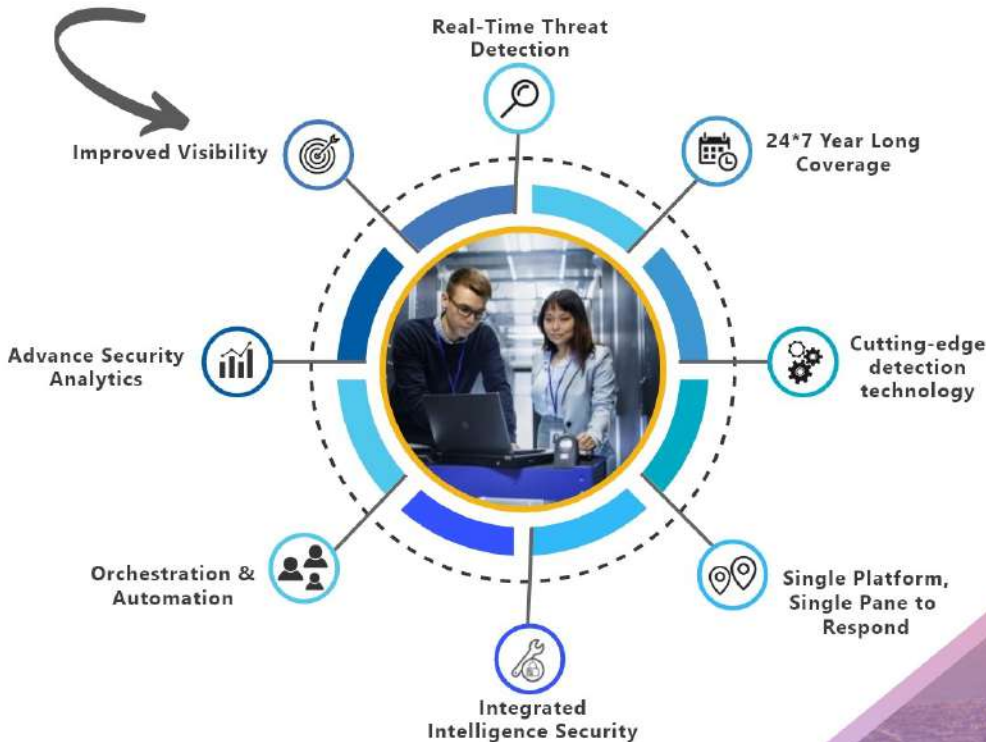 Real-Time Threat
Detection
Improved Visibility
24*7 Year Long
Coverage
Advance Security
Analytics
Cutting-edge
detection
technology
Orchestration &
Automation
Single Platform,
Single Pane to
Respond
Integrated
Intelligence Security